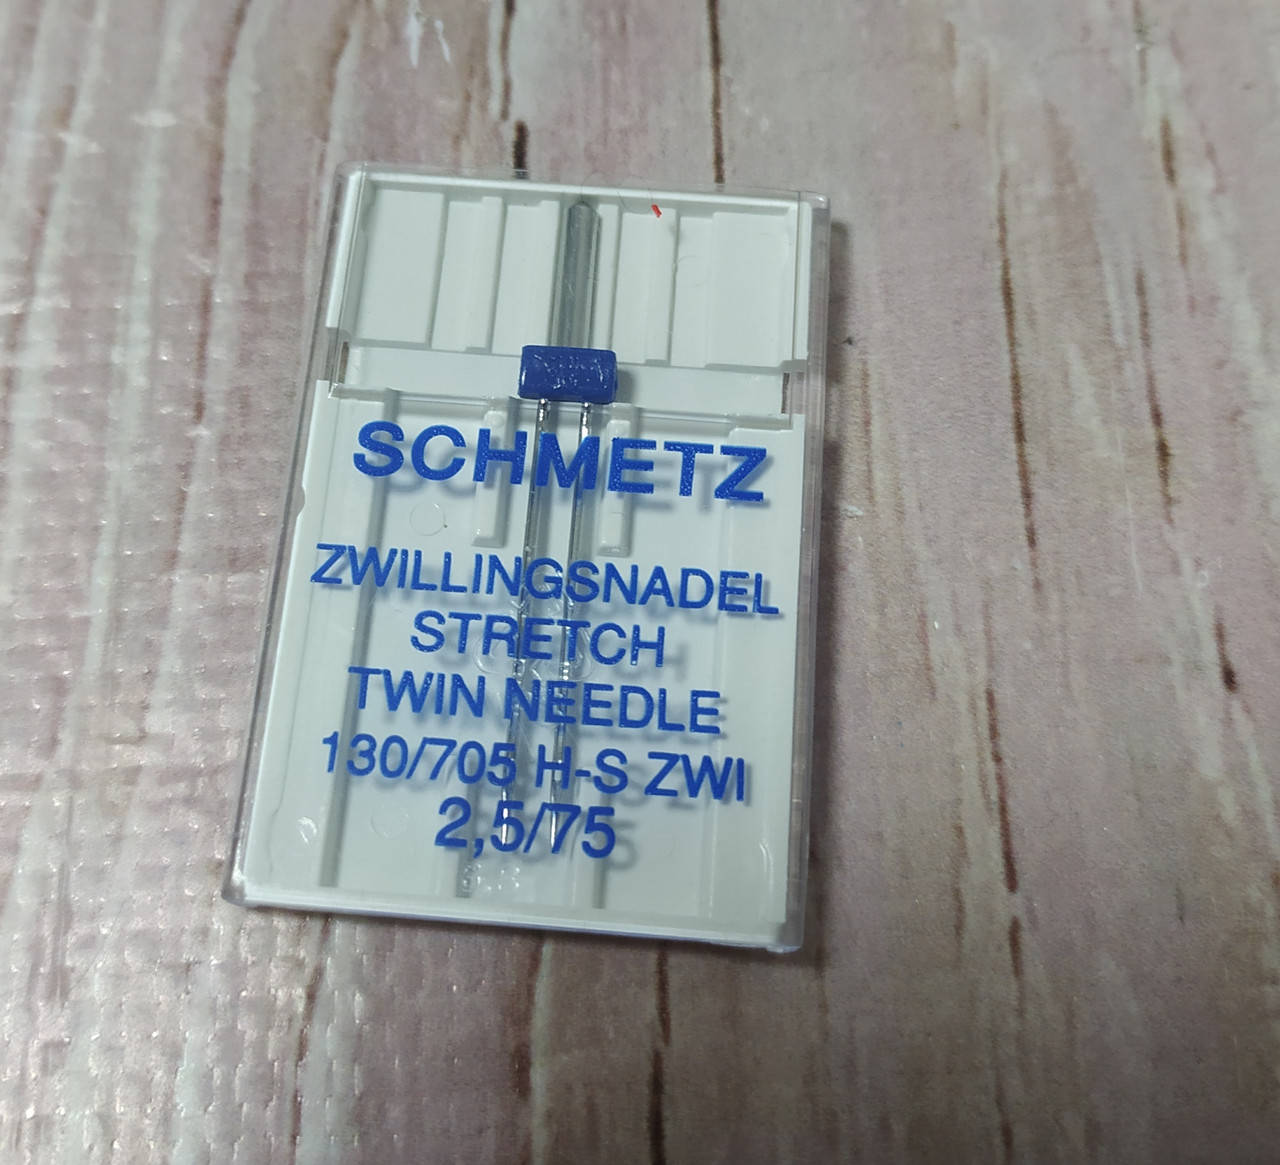 SCHMETZ
ZWILLINGSNADEL
STRETCH
TWIN NEEDLE
130/705 H-S ZWI
2,5/75